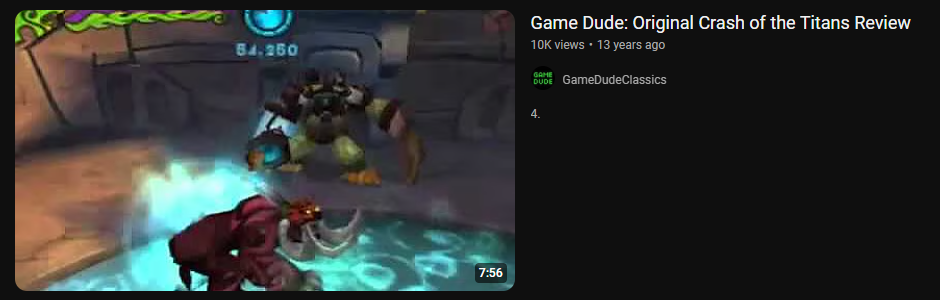 54,250
7:56
Game Dude: Original Crash of the Titans Review
10K views • 13 years ago
GAME
DUDE
GameDudeClassics
4.